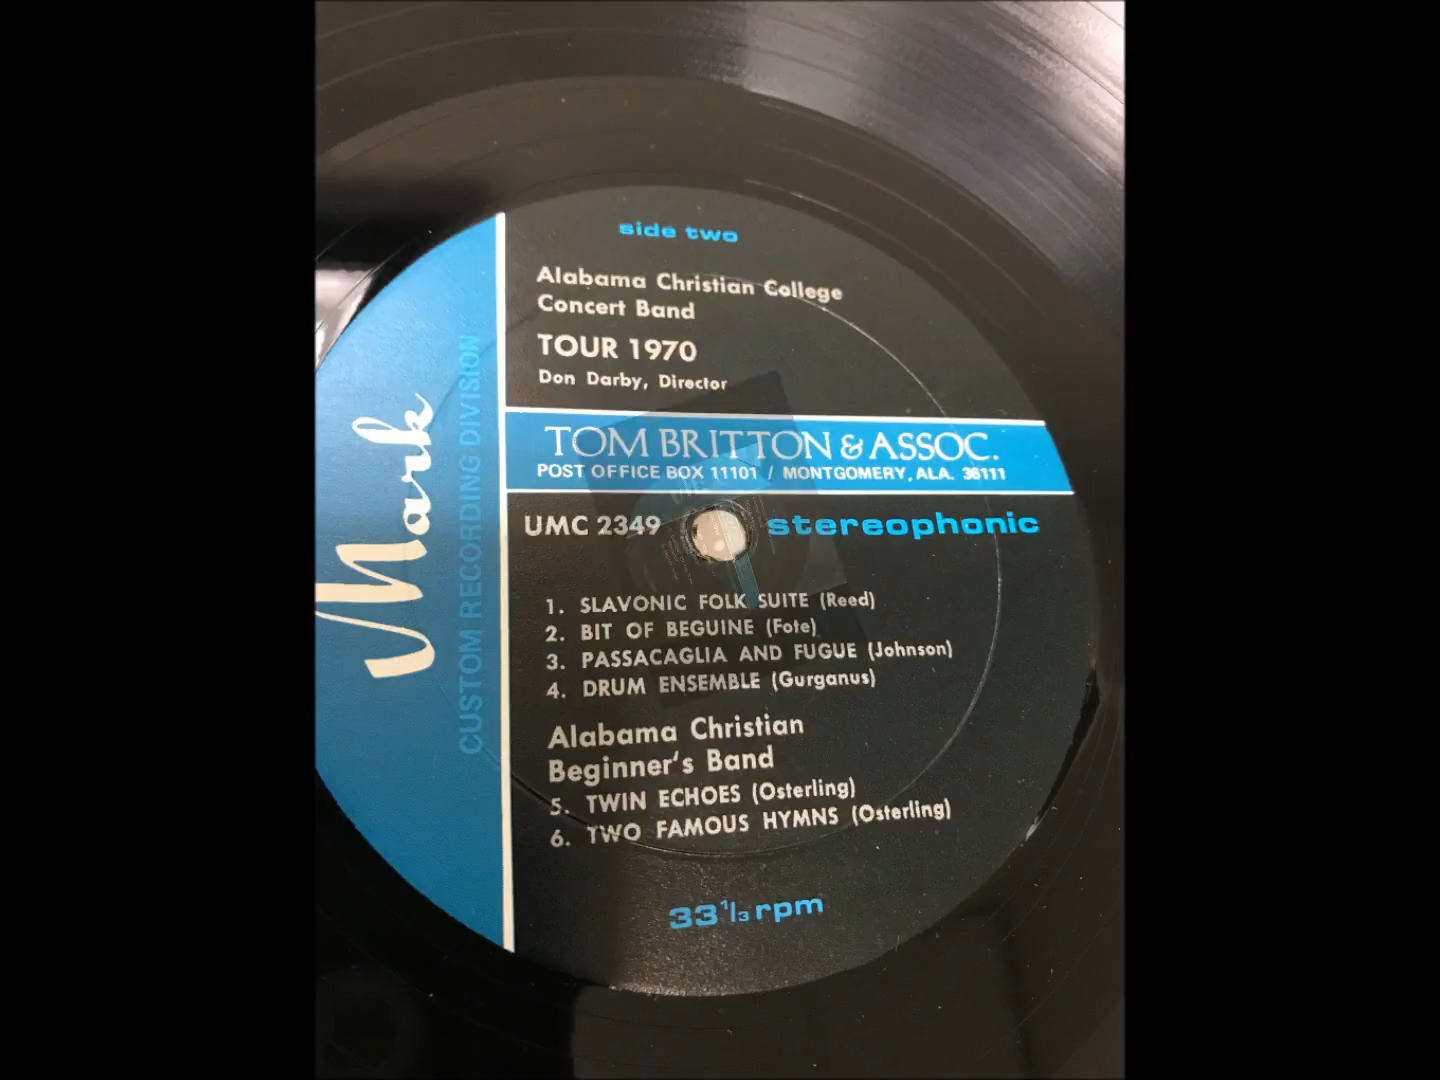 side two
Alabama Christian College
Concert Band
TOUR 1970
Don Darby, Director
TOM BRITTON & ASSOC.
POST OFFICE BOX 11101 / MONTGOMERY, ALA. 36111
UMC 2349 stereophonic
1. SLAVONIC FOLK SUITE (Reed)
2. BIT OF BEGUINE (Fote)
3. PASSACAGLIA AND FUGUE (Johnson)
4. DRUM ENSEMBLE (Gurganus)
Alabama Christian
Beginner's Band
5. TWIN ECHOES (Osterling)
6. TWO FAMOUS HYMNS (Osterling)
33 1/3 rpm
Mark
CUSTOM RECORDING DIVISION